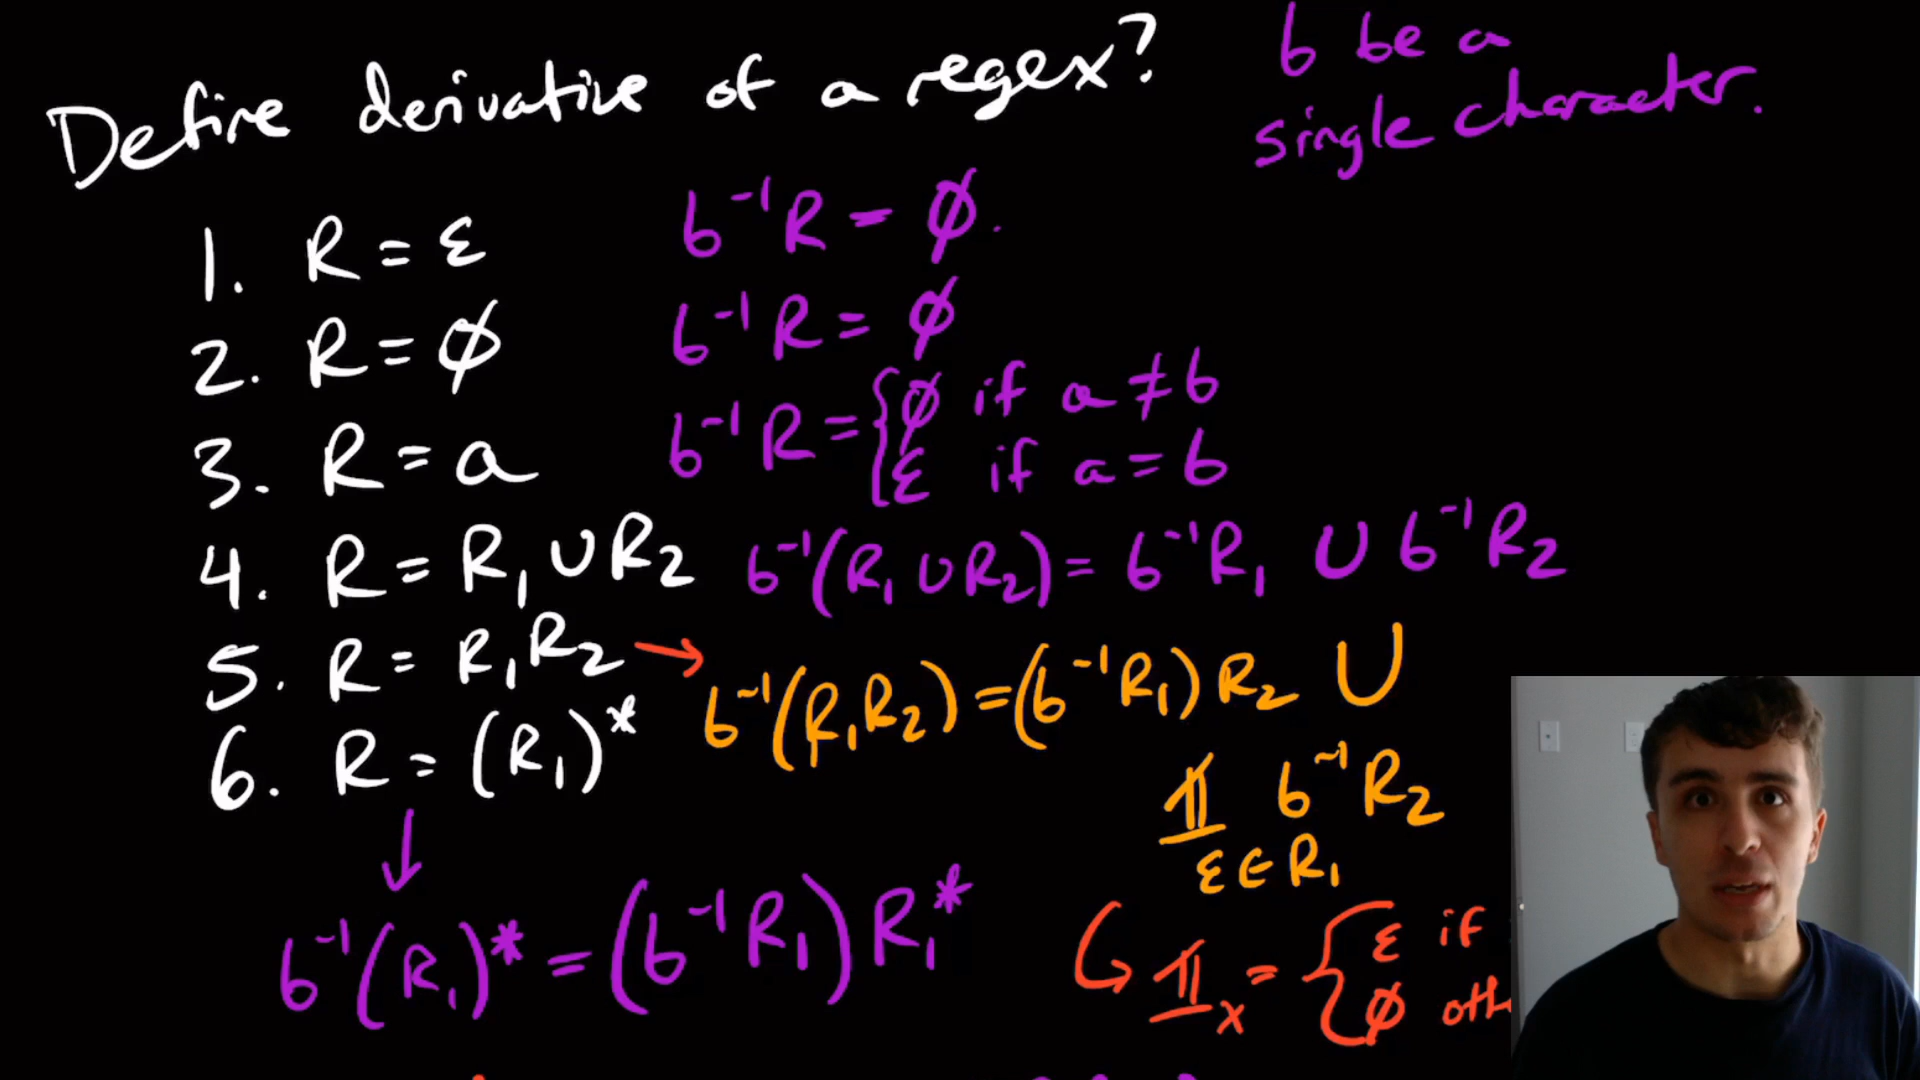 Define derivative of a regex?
b be a
single character.
1. R = ε
b⁻¹R = ∅.
2. R = ∅
b⁻¹R = ∅
3. R = a
b⁻¹R = { ∅ if a ≠ b
ε if a = b
4. R = R₁ ∪ R₂
b⁻¹(R₁ ∪ R₂) = b⁻¹R₁ ∪ b⁻¹R₂
5. R = R₁R₂ →
b⁻¹(R₁R₂) = (b⁻¹R₁) R₂ ∪
𝟙 ε∈R₁ b⁻¹R₂
6. R = (R₁)*
↓
b⁻¹(R₁)* = (b⁻¹R₁) R₁*
↳ 𝟙ₓ = { ε if
∅ oth